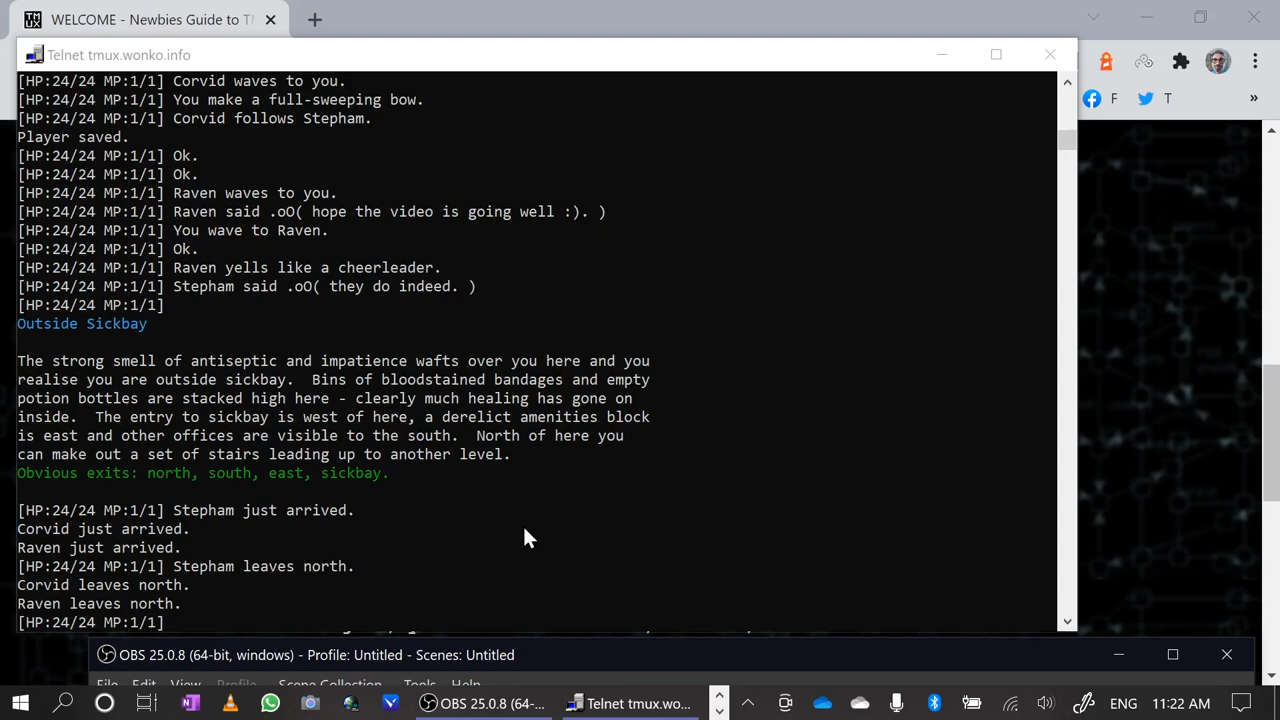 WELCOME - Newbies Guide to TM
Telnet tmux.wonko.info
[HP:24/24 MP:1/1] Corvid waves to you.
[HP:24/24 MP:1/1] You make a full-sweeping bow.
[HP:24/24 MP:1/1] Corvid follows Stepham.
Player saved.
[HP:24/24 MP:1/1] Ok.
[HP:24/24 MP:1/1] Ok.
[HP:24/24 MP:1/1] Raven waves to you.
[HP:24/24 MP:1/1] Raven said .oO( hope the video is going well :). )
[HP:24/24 MP:1/1] You wave to Raven.
[HP:24/24 MP:1/1] Ok.
[HP:24/24 MP:1/1] Raven yells like a cheerleader.
[HP:24/24 MP:1/1] Stepham said .oO( they do indeed. )
[HP:24/24 MP:1/1]
Outside Sickbay
The strong smell of antiseptic and impatience wafts over you here and you
realise you are outside sickbay.  Bins of bloodstained bandages and empty
potion bottles are stacked high here - clearly much healing has gone on
inside.  The entry to sickbay is west of here, a derelict amenities block
is east and other offices are visible to the south.  North of here you
can make out a set of stairs leading up to another level.
Obvious exits: north, south, east, sickbay.
[HP:24/24 MP:1/1] Stepham just arrived.
Corvid just arrived.
Raven just arrived.
[HP:24/24 MP:1/1] Stepham leaves north.
Corvid leaves north.
Raven leaves north.
[HP:24/24 MP:1/1]
F T »
OBS 25.0.8 (64-bit, windows) - Profile: Untitled - Scenes: Untitled
File Edit View Profile Scene Collection Tools Help
OBS 25.0.8 (64-... Telnet tmux.wo... ENG 11:22 AM